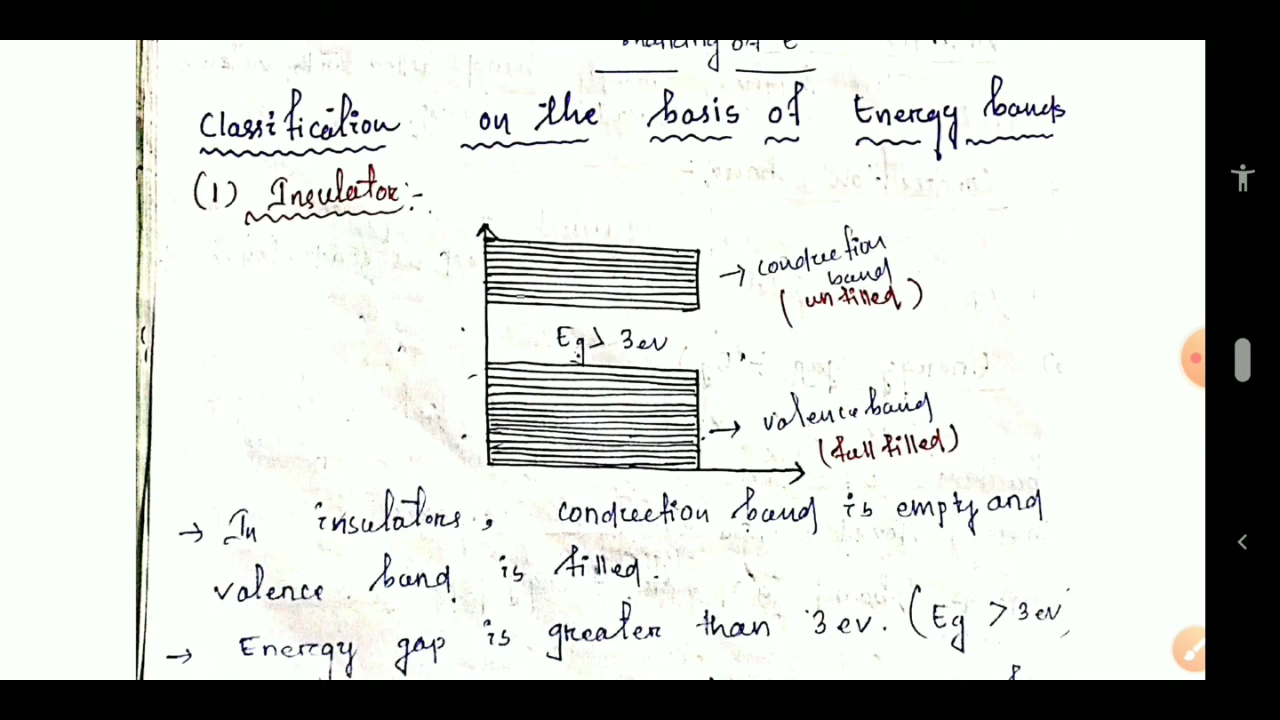 Classification on the basis of Energy bands
(1) Insulator:-
→ conduction
band
(unfilled)
Eg > 3 ev
→ valence band
(full filled)
→ In insulators, conduction band is empty and
valence band is filled.
→ Energy gap is greater than 3 ev. (Eg > 3 ev)